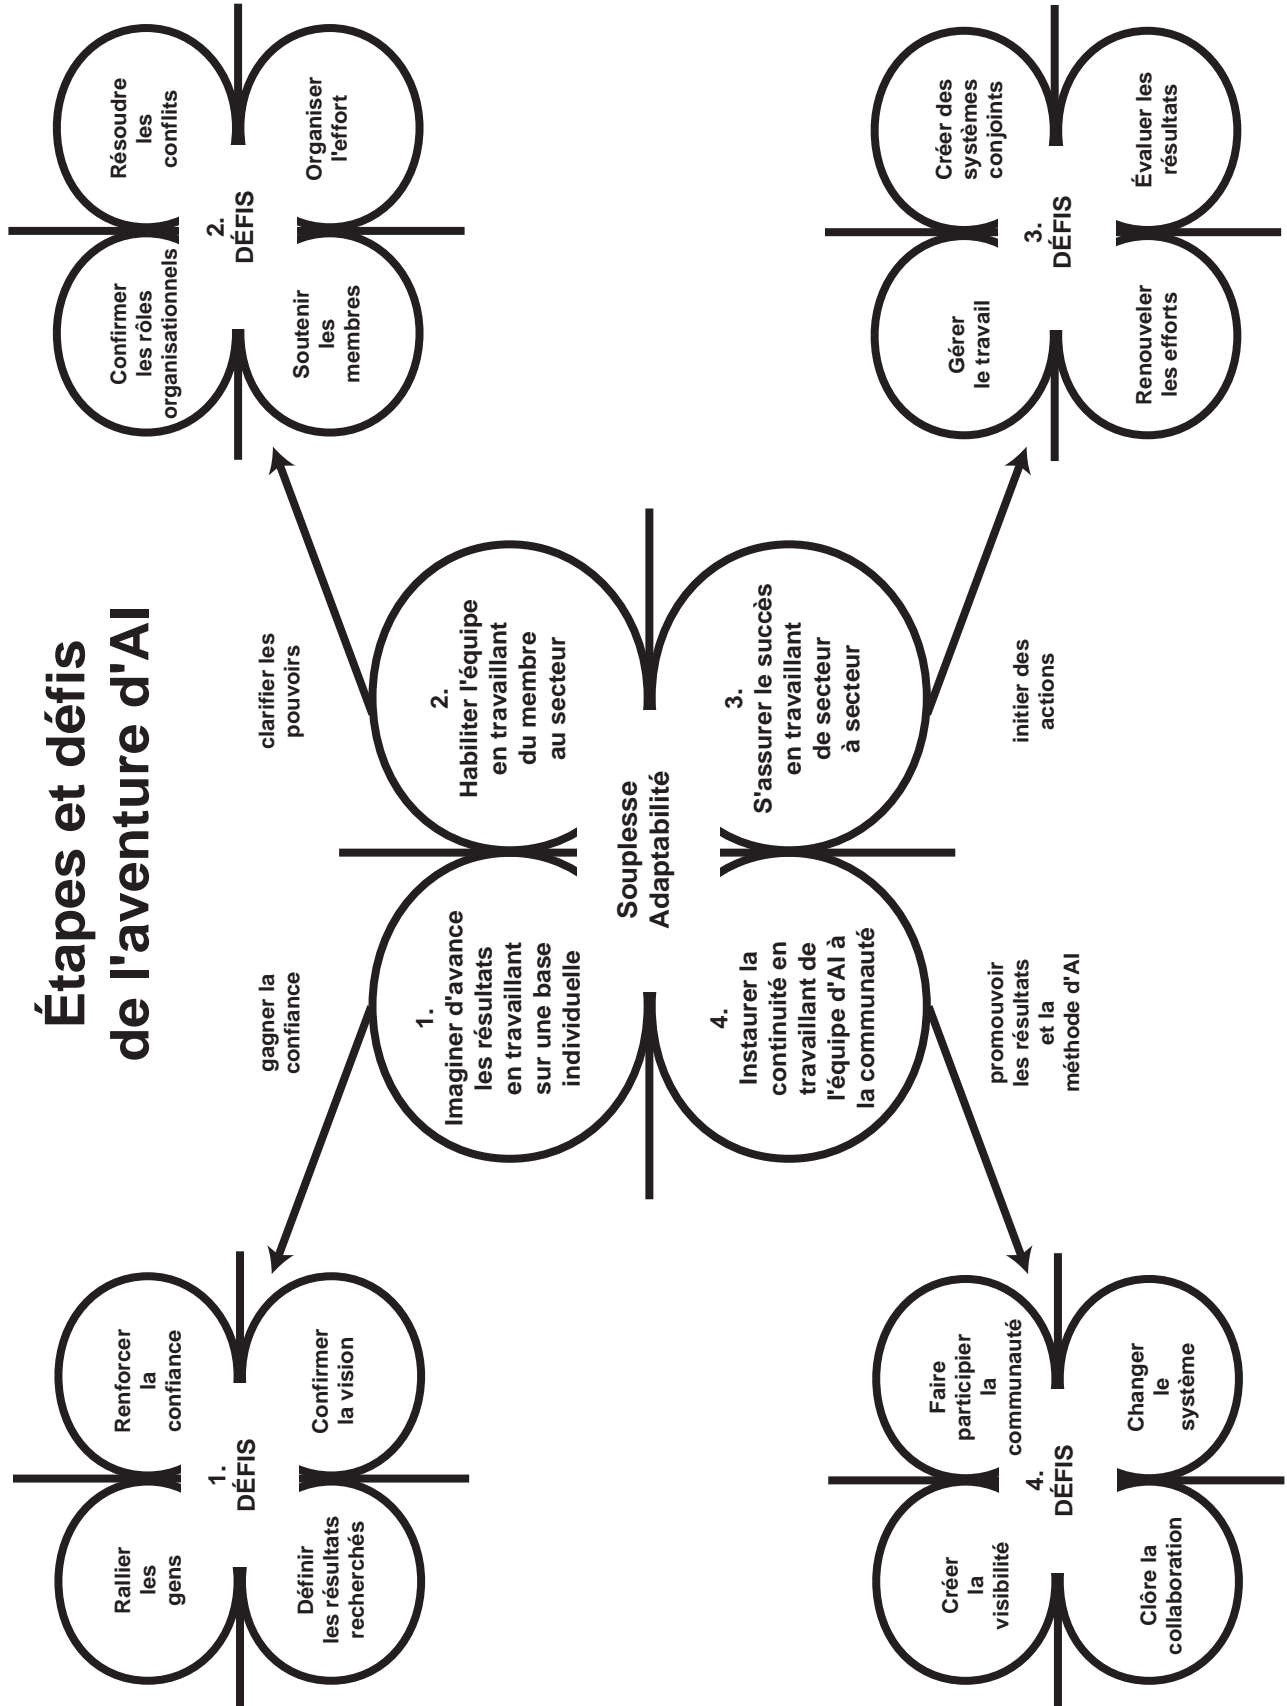 Étapes et défis
de l'aventure d'AI
Rallier
les
gens
Renforcer
la
confiance
1.
DÉFIS
Définir
les résultats
recherchés
Confirmer
la vision
gagner la
confiance
clarifier les
pouvoirs
Confirmer
les rôles
organisationnels
Résoudre
les
conflits
2.
DÉFIS
Soutenir
les
membres
Organiser
l'effort
1.
Imaginer d'avance
les résultats
en travaillant
sur une base
individuelle
2.
Habiliter l'équipe
en travaillant
du membre
au secteur
Souplesse
Adaptabilité
4.
Instaurer la
continuité en
travaillant de
l'équipe d'AI à
la communauté
3.
S'assurer le succès
en travaillant
de secteur
à secteur
Créer
la
visibilité
Faire
participier
la
communauté
4.
DÉFIS
Clôre la
collaboration
Changer
le
système
promouvoir
les résultats
et la
méthode d'AI
initier des
actions
Gérer
le travail
Créer des
systèmes
conjoints
3.
DÉFIS
Renouveler
les efforts
Évaluer les
résultats